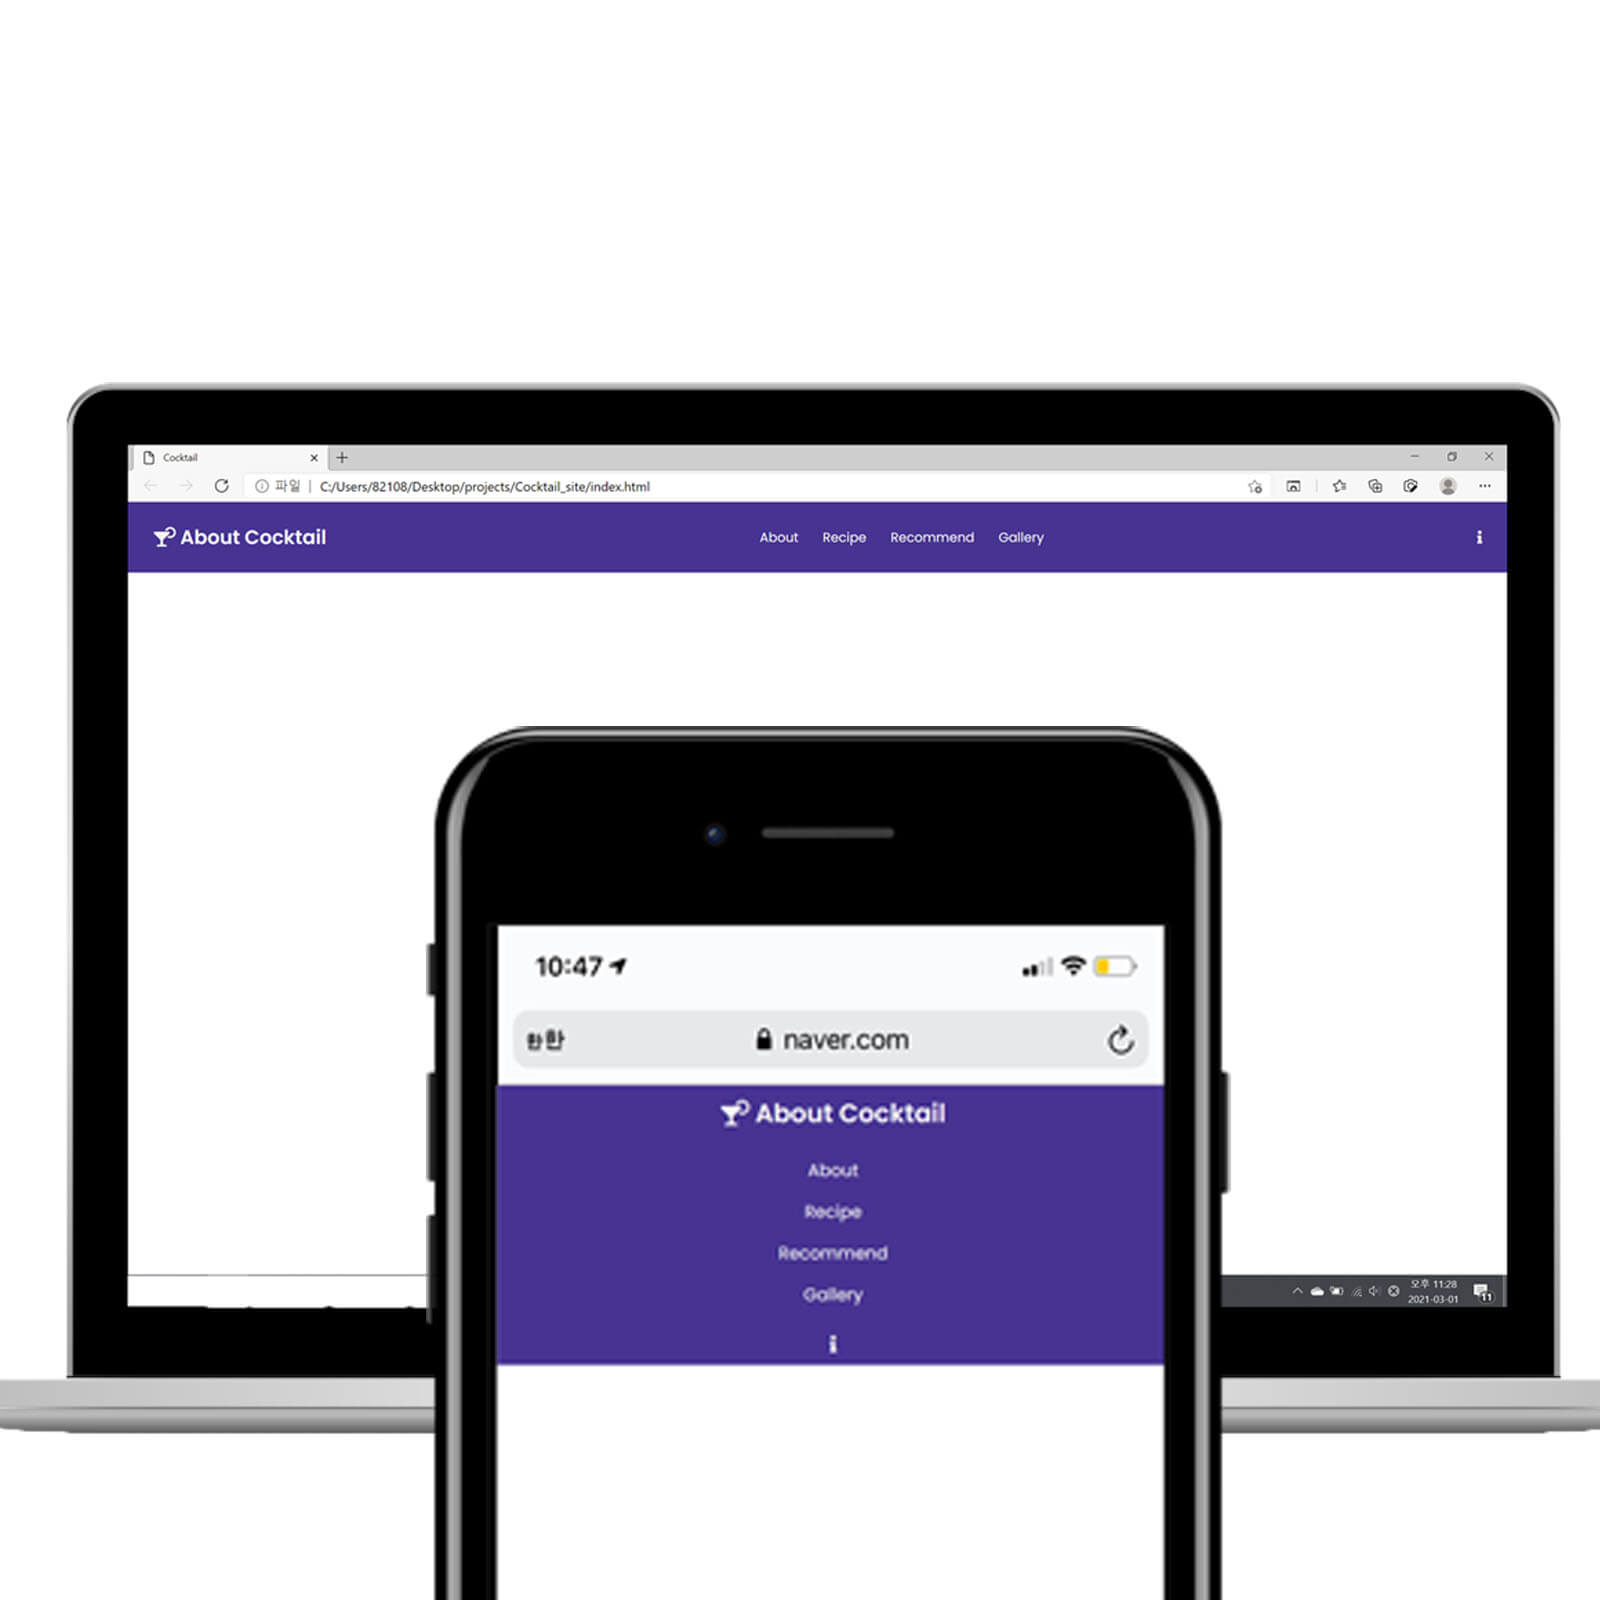 Cocktail
파일 | C:/Users/82108/Desktop/projects/Cocktail_site/index.html
About Cocktail About Recipe Recommend Gallery i
10:47
가가 naver.com
About Cocktail
About
Recipe
Recommend
Gallery
i
오후 11:28
2021-03-01
11